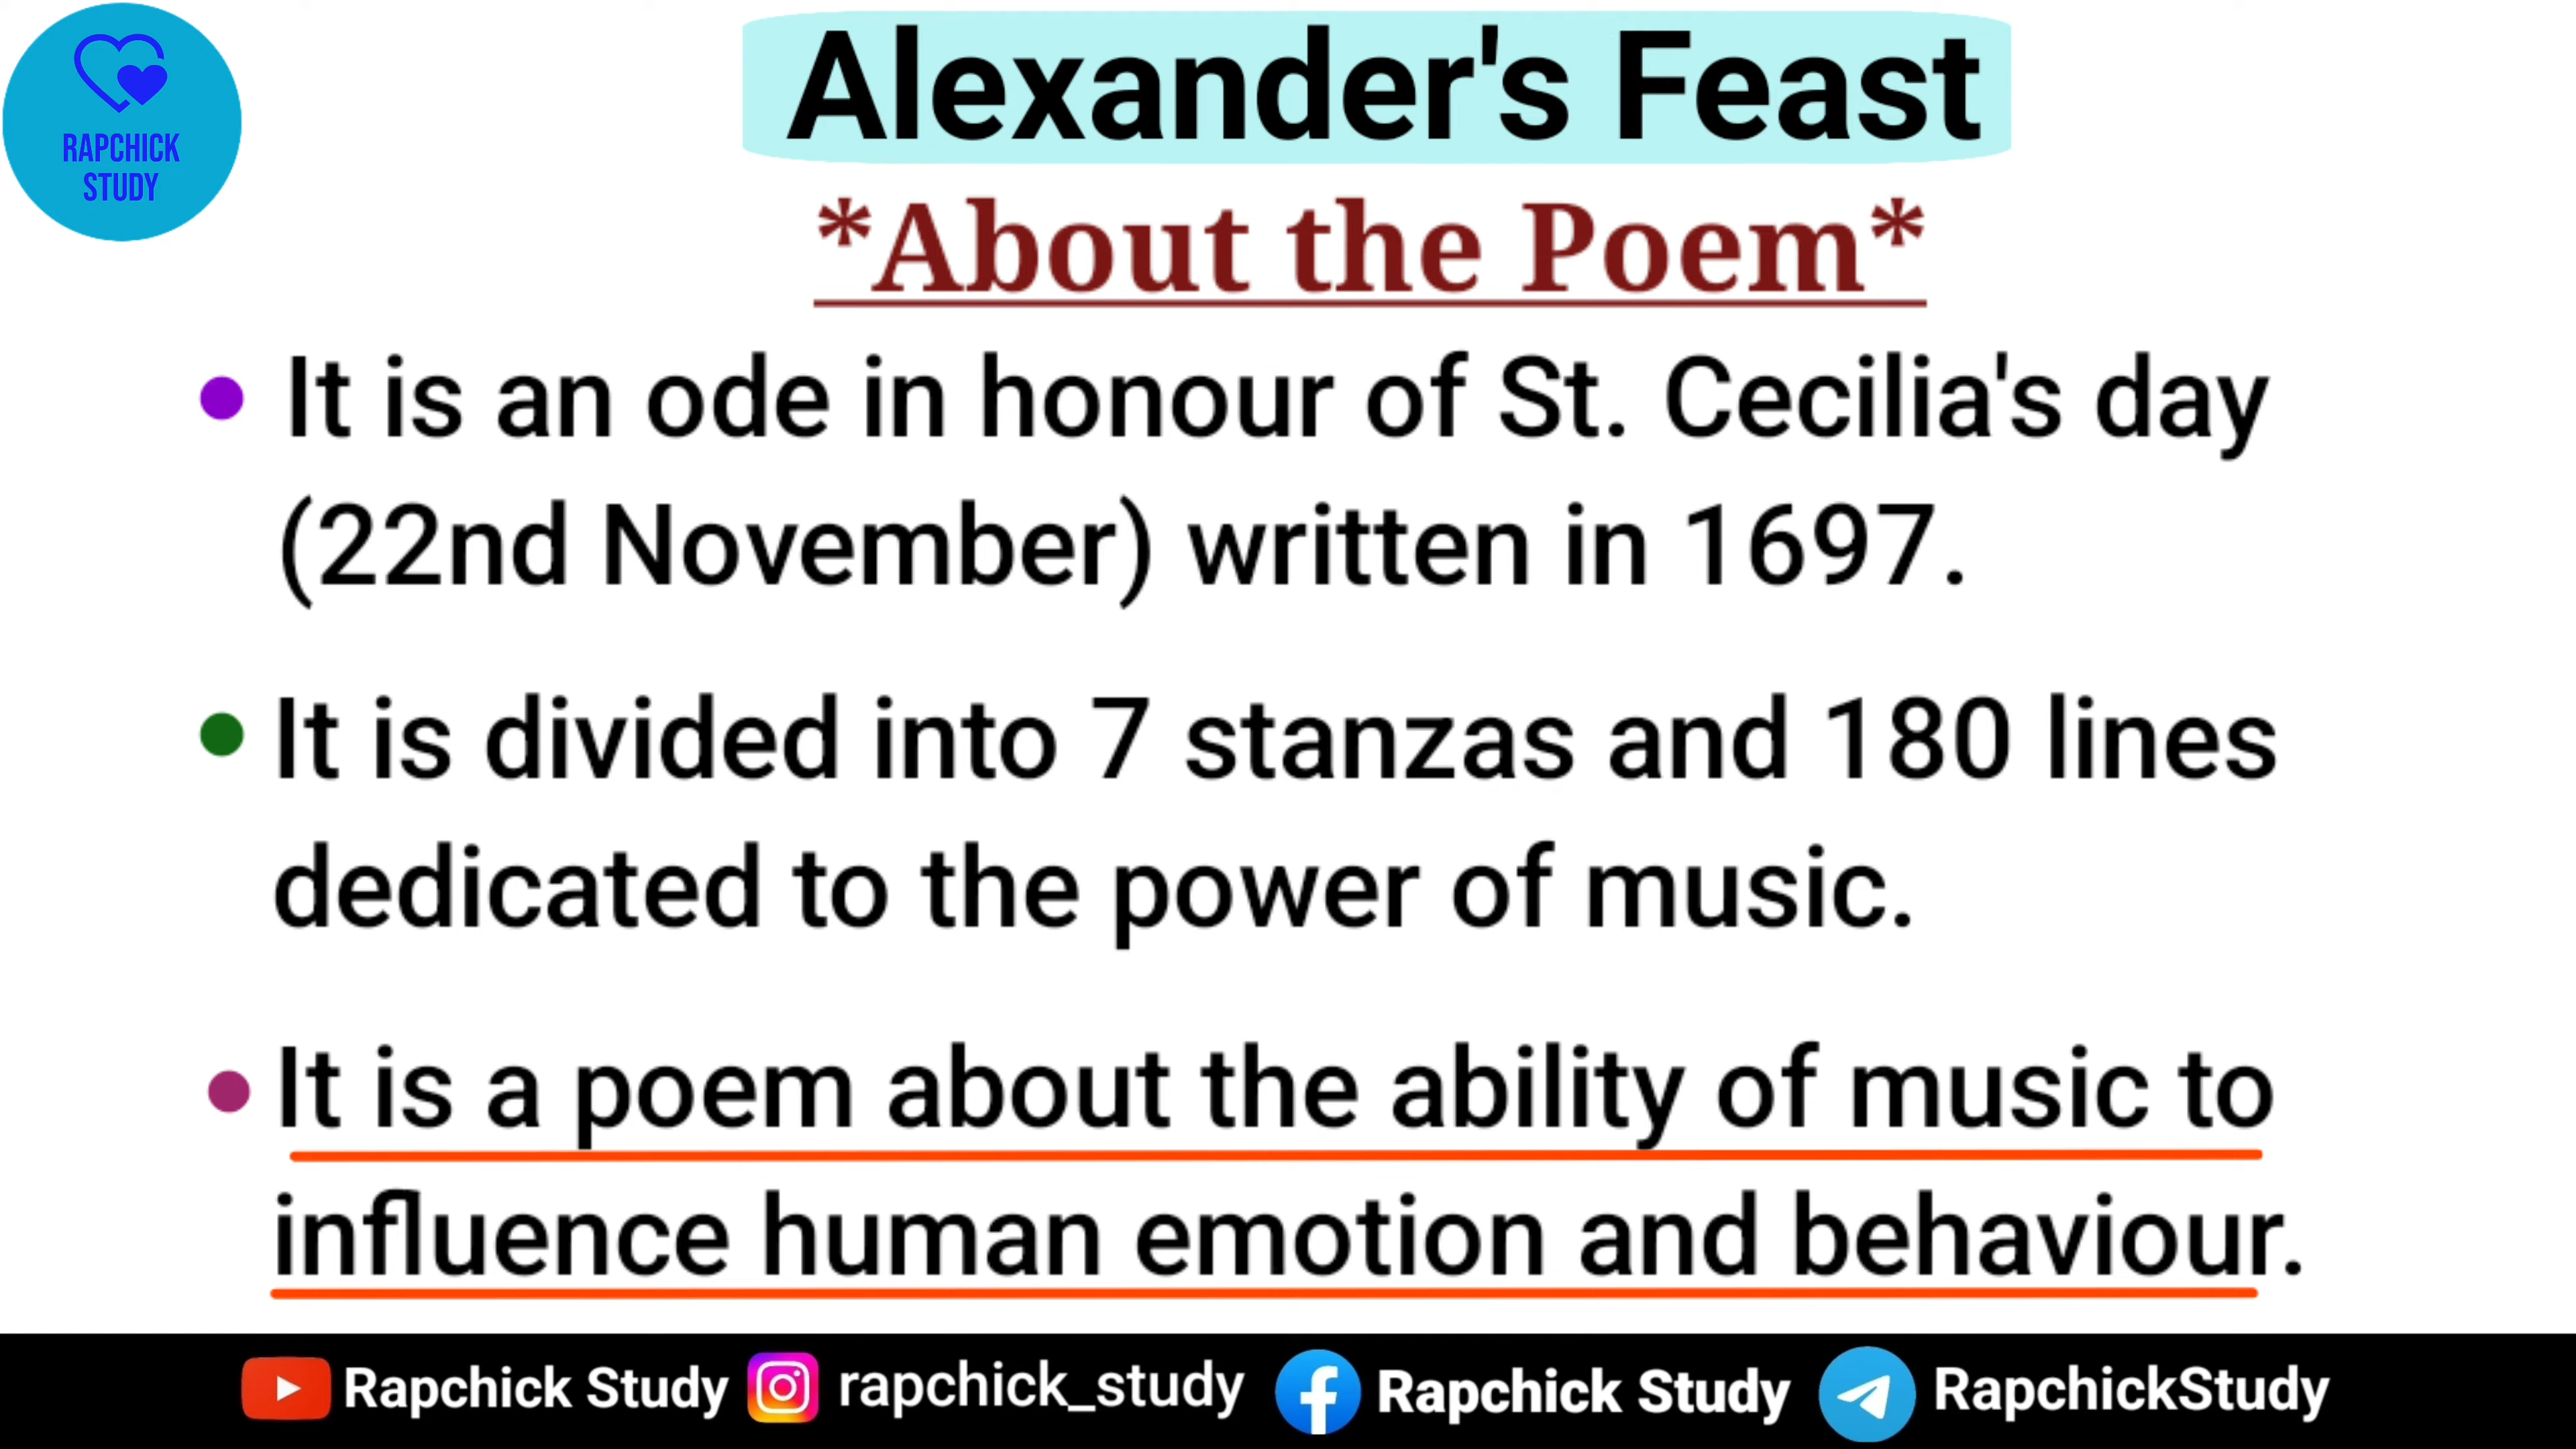 RAPCHICK
STUDY
Alexander's Feast
*About the Poem*
• It is an ode in honour of St. Cecilia's day
(22nd November) written in 1697.
• It is divided into 7 stanzas and 180 lines
dedicated to the power of music.
• It is a poem about the ability of music to
influence human emotion and behaviour.
Rapchick Study rapchick_study Rapchick Study RapchickStudy